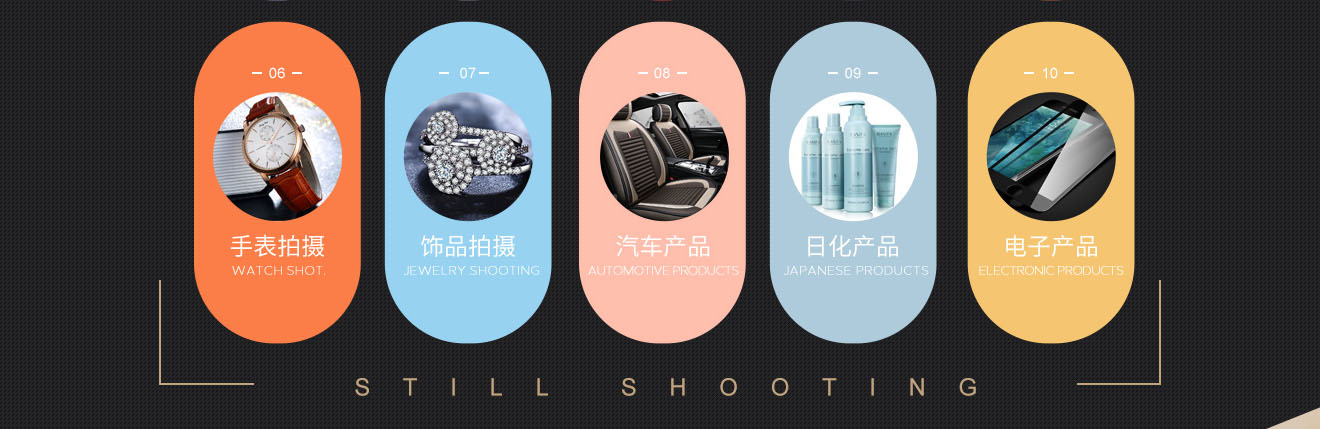 06
手表拍摄
WATCH SHOT.
07
饰品拍摄
JEWELRY SHOOTING
08
汽车产品
AUTOMOTIVE PRODUCTS
09
日化产品
JAPANESE PRODUCTS
10
电子产品
ELECTRONIC PRODUCTS
STILL SHOOTING